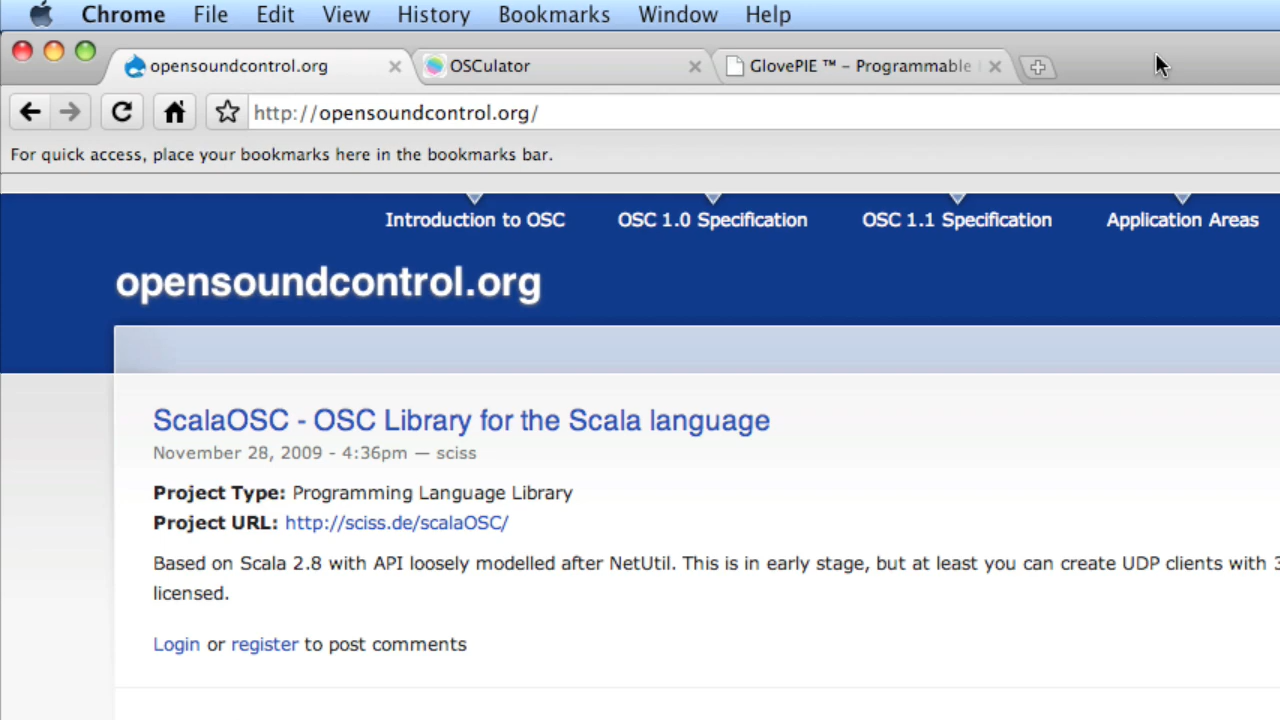 Chrome File Edit View History Bookmarks Window Help
opensoundcontrol.org OSCulator GlovePIE ™ – Programmable
http://opensoundcontrol.org/
For quick access, place your bookmarks here in the bookmarks bar.
Introduction to OSC OSC 1.0 Specification OSC 1.1 Specification Application Areas
opensoundcontrol.org
ScalaOSC - OSC Library for the Scala language
November 28, 2009 - 4:36pm — sciss
Project Type: Programming Language Library
Project URL: http://sciss.de/scalaOSC/
Based on Scala 2.8 with API loosely modelled after NetUtil. This is in early stage, but at least you can create UDP clients with
licensed.
Login or register to post comments